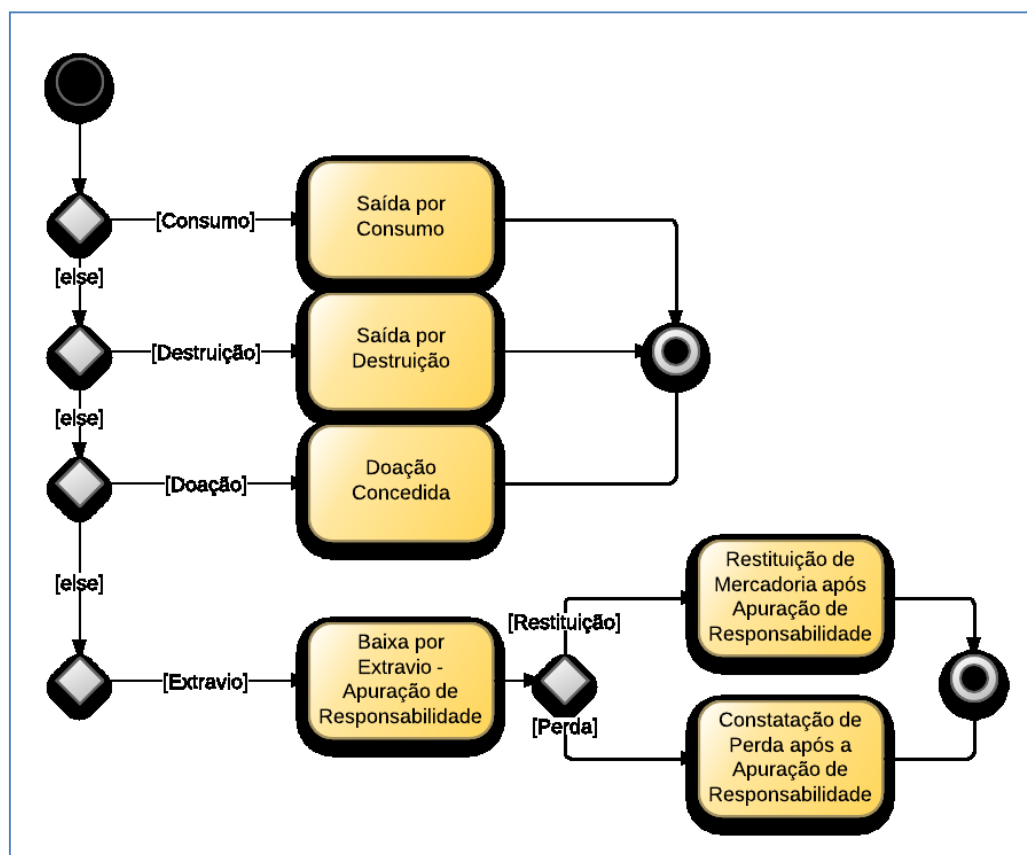 [Consumo]
Saída por
Consumo
[else]
[Destruição]
Saída por
Destruição
[else]
[Doação]
Doação
Concedida
[else]
[Extravio]
Baixa por
Extravio -
Apuração de
Responsabilidade
[Restituição]
Restituição de
Mercadoria após
Apuração de
Responsabilidade
[Perda]
Constatação de
Perda após a
Apuração de
Responsabilidade